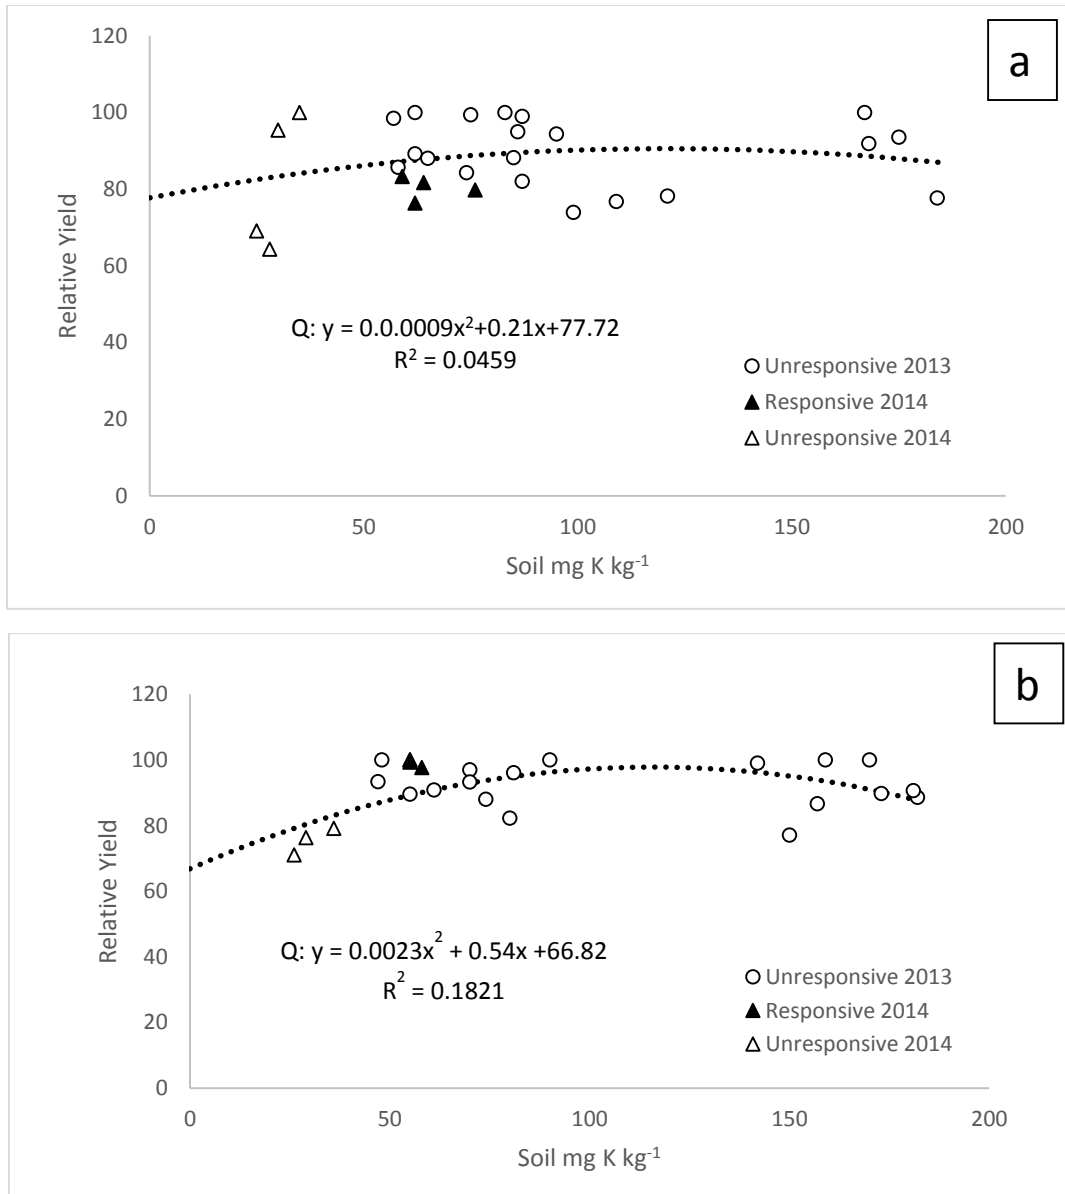 a
120
100
80
60
40
20
0
Relative Yield
Q: y = 0.0.0009x²+0.21x+77.72
R² = 0.0459
Unresponsive 2013
Responsive 2014
Unresponsive 2014
0 50 100 150 200
Soil mg K kg⁻¹
b
120
100
80
60
40
20
0
Relative Yield
Q: y = 0.0023x² + 0.54x +66.82
R² = 0.1821
Unresponsive 2013
Responsive 2014
Unresponsive 2014
0 50 100 150 200
Soil mg K kg⁻¹